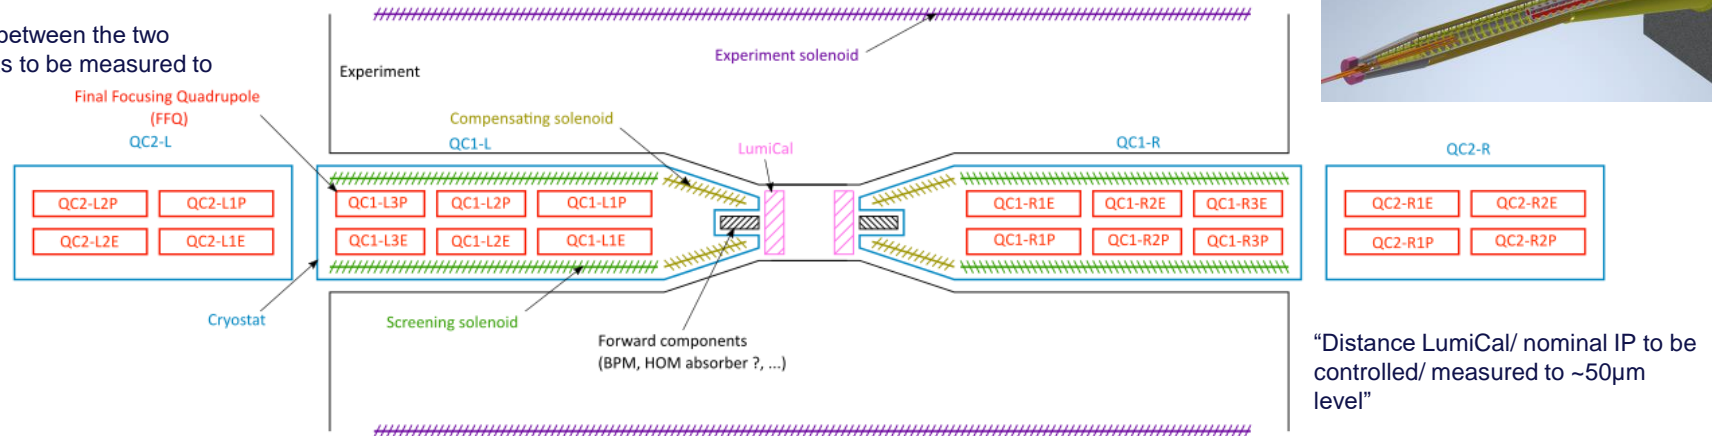 between the two
s to be measured to
Final Focusing Quadrupole
(FFQ)
QC2-L
Experiment
Experiment solenoid
Compensating solenoid
QC1-L
LumiCal
QC1-R
QC2-R
QC2-L2P
QC2-L1P
QC1-L3P
QC1-L2P
QC1-L1P
QC1-R1E
QC1-R2E
QC1-R3E
QC2-R1E
QC2-R2E
QC2-L2E
QC2-L1E
QC1-L3E
QC1-L2E
QC1-L1E
QC1-R1P
QC1-R2P
QC1-R3P
QC2-R1P
QC2-R2P
Cryostat
Screening solenoid
Forward components
(BPM, HOM absorber ?, ...)
“Distance LumiCal/ nominal IP to be
controlled/ measured to ~50µm
level”